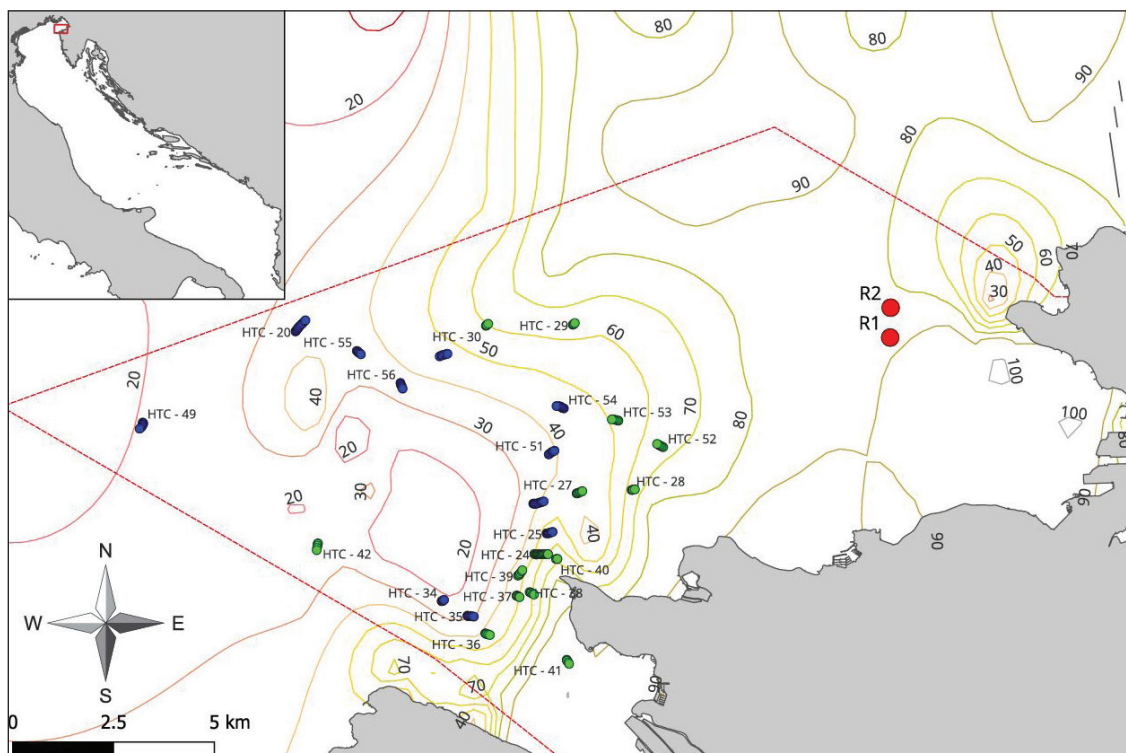 80
80
90
20
80
90
50
40
60
70
30
R2
R1
HTC - 20
HTC - 55
HTC - 30
HTC - 29
60
50
HTC - 56
40
20
100
HTC - 49
HTC - 54
HTC - 53
70
80
30
40
100
HTC - 51
HTC - 52
20
HTC - 27
HTC - 28
30
20
90
HTC - 25
40
90
20
HTC - 24
HTC - 42
HTC - 40
HTC - 39
HTC - 34
HTC - 37
HTC - 35
HTC - 36
HTC - 41
70
70
90
40
N
W
E
S
0
2.5
5 km